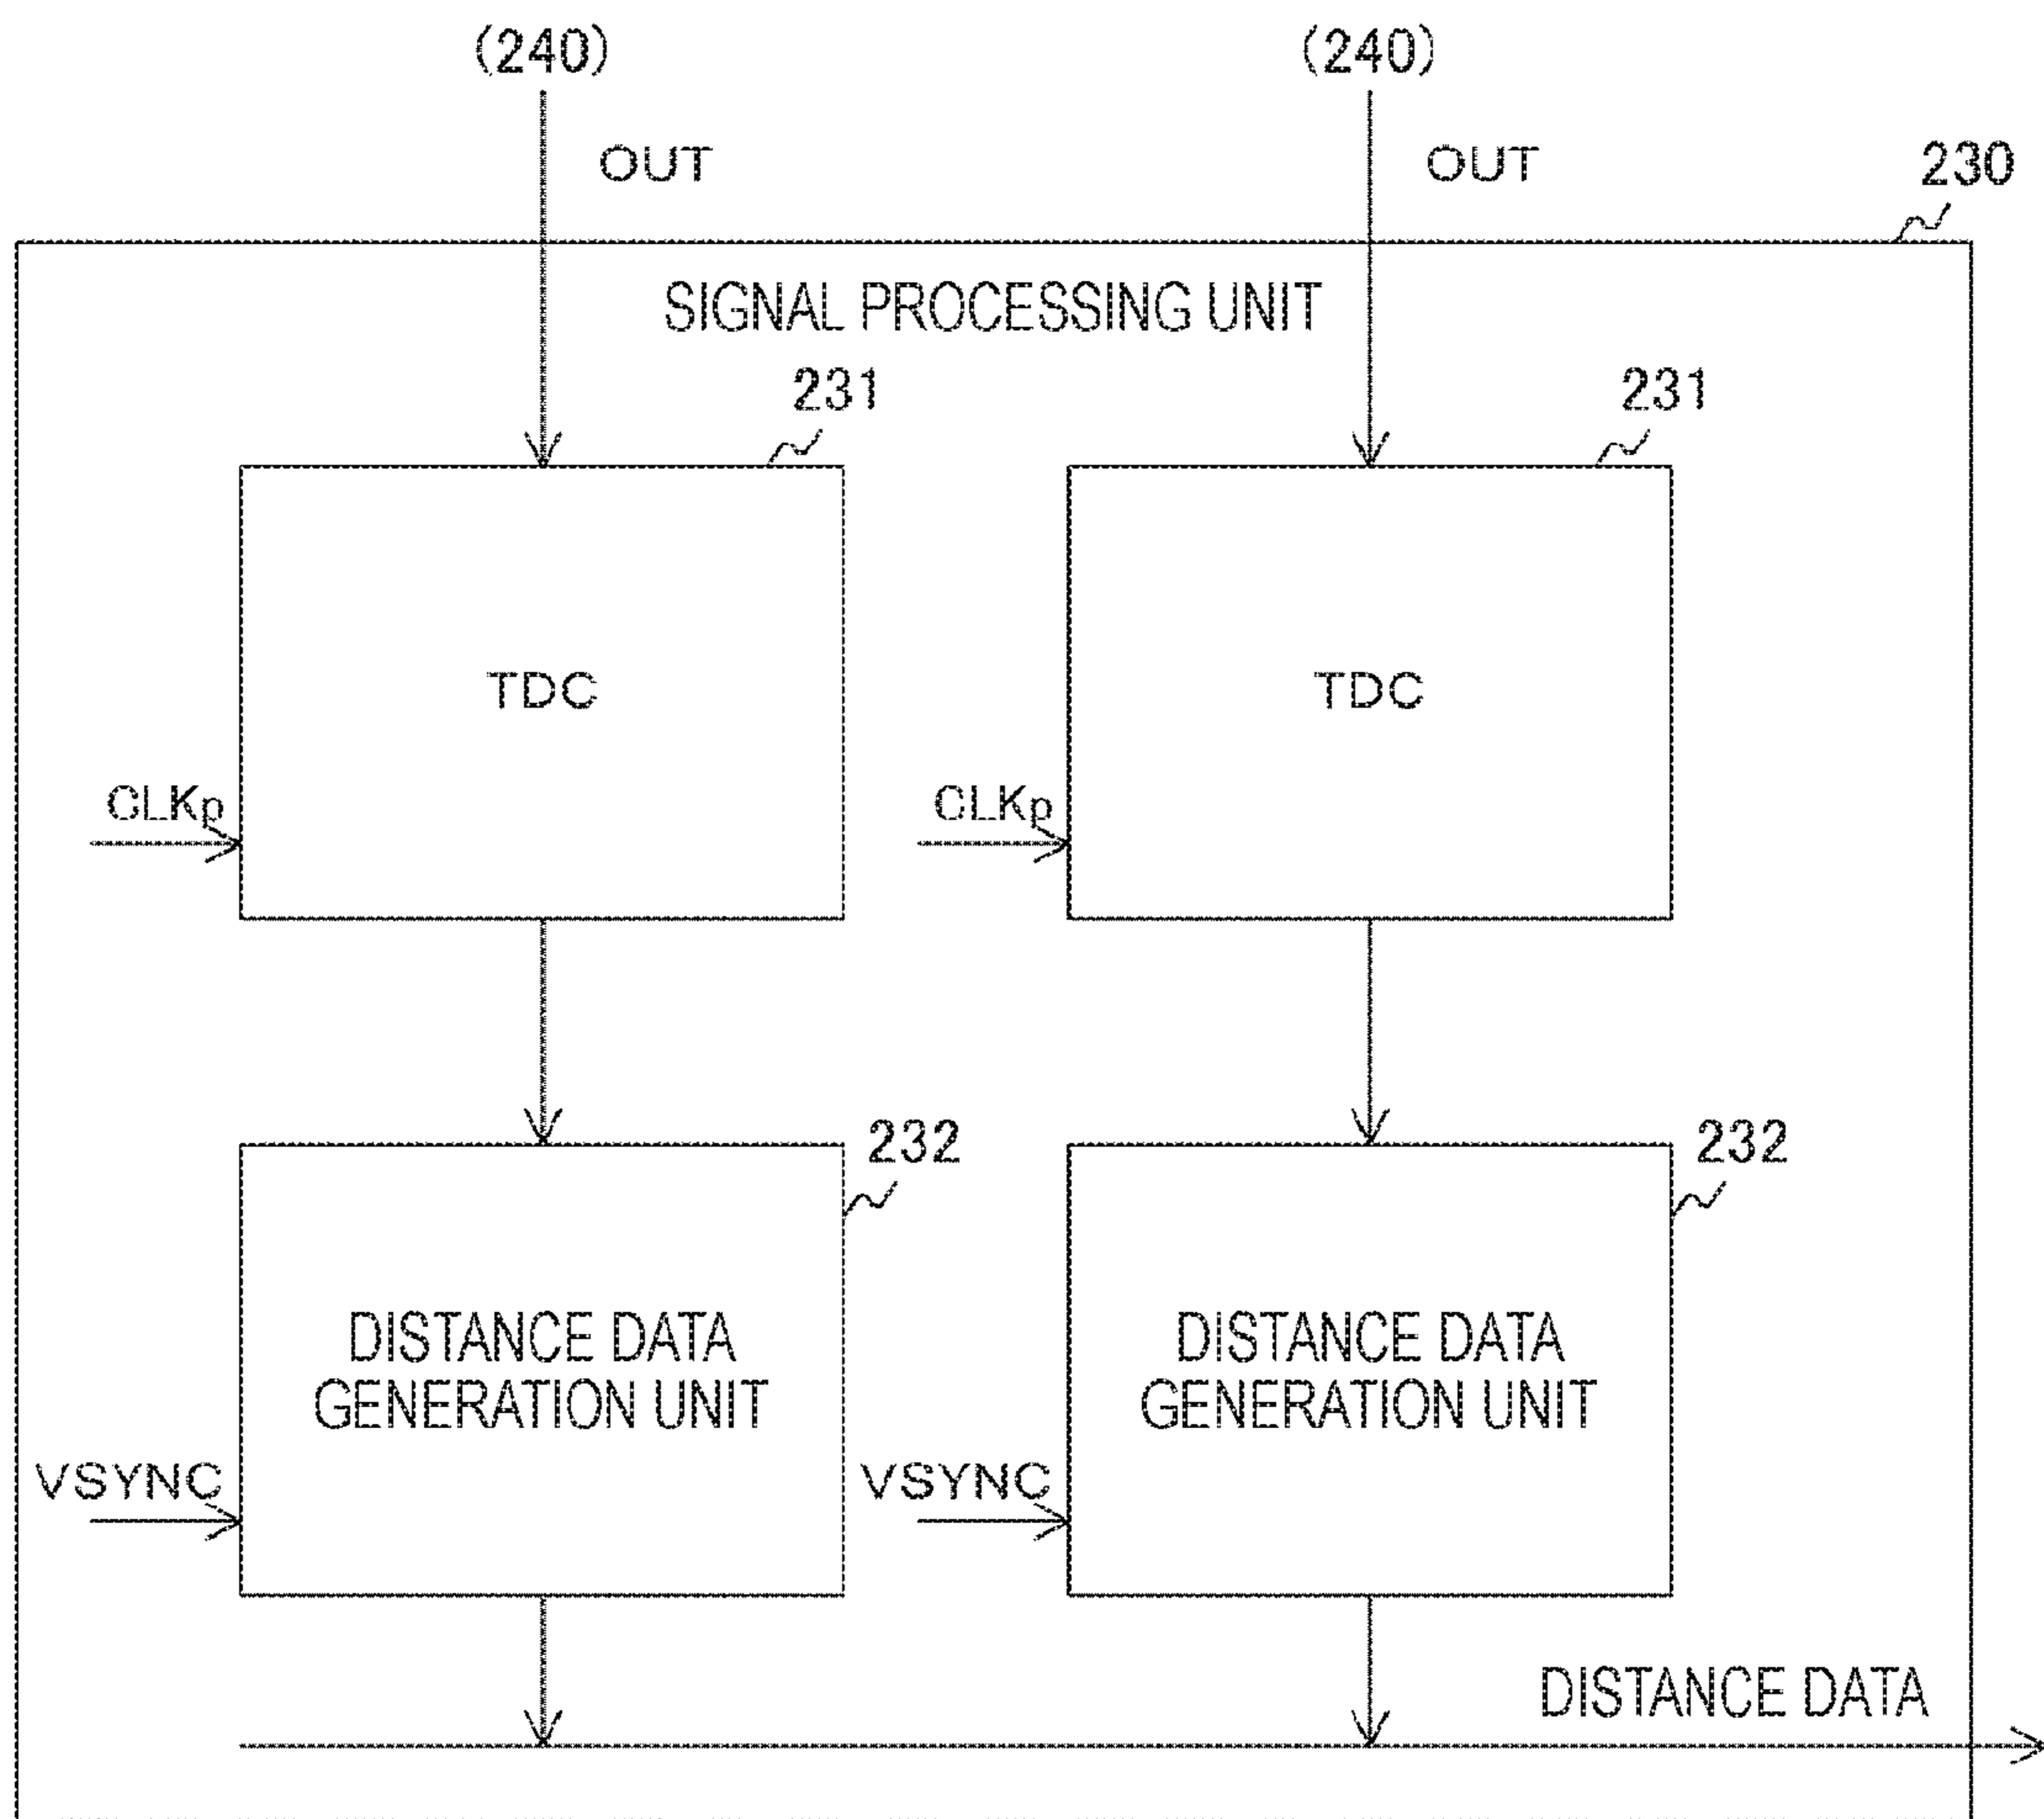 (240) (240)
OUT OUT
230
SIGNAL PROCESSING UNIT
231 231
TDC TDC
CLKp CLKp
232 232
DISTANCE DATA DISTANCE DATA
GENERATION UNIT GENERATION UNIT
VSYNC VSYNC
DISTANCE DATA